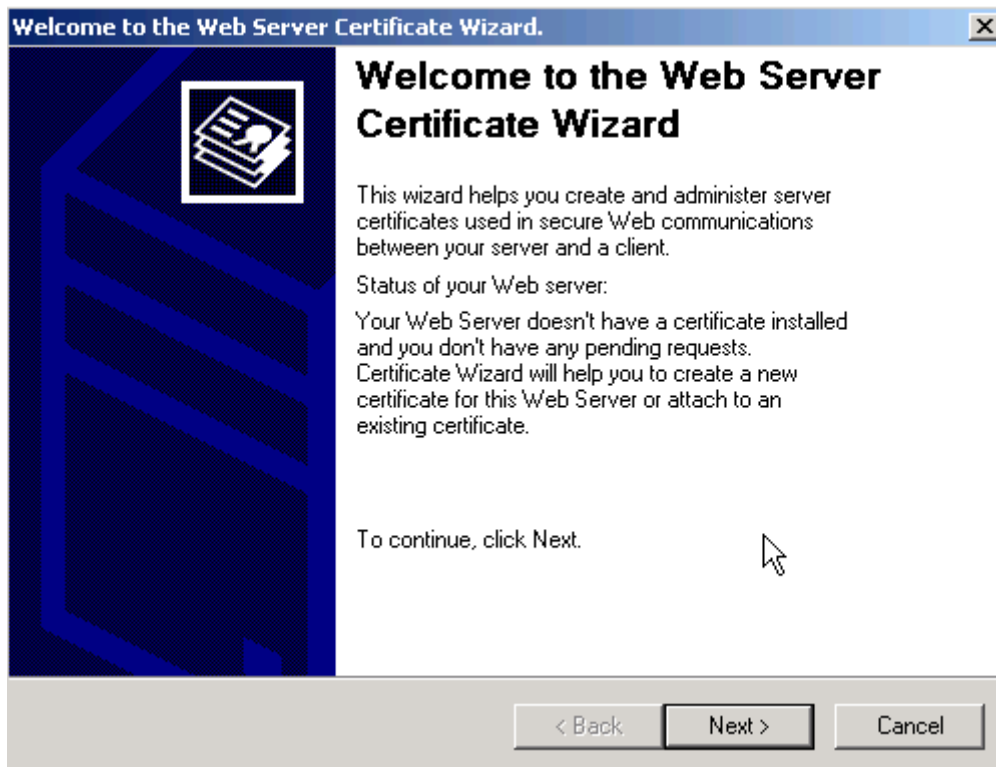 Welcome to the Web Server Certificate Wizard.
Welcome to the Web Server
Certificate Wizard
This wizard helps you create and administer server
certificates used in secure Web communications
between your server and a client.
Status of your Web server:
Your Web Server doesn't have a certificate installed
and you don't have any pending requests.
Certificate Wizard will help you to create a new
certificate for this Web Server or attach to an
existing certificate.
To continue, click Next.
< Back
Next >
Cancel